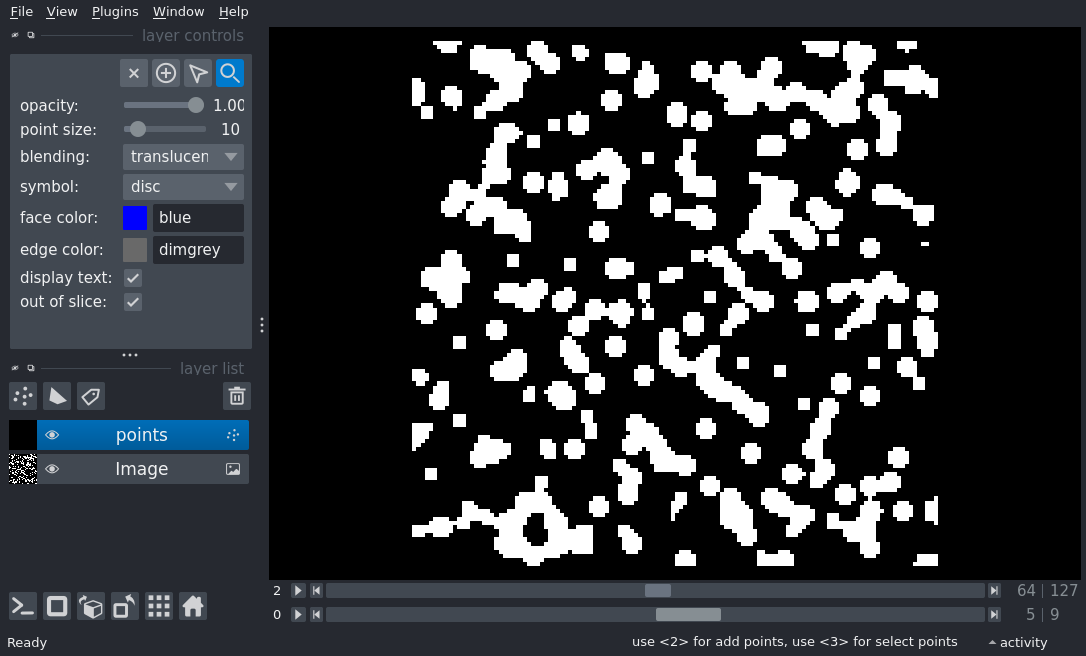 File View Plugins Window Help
layer controls
opacity: 1.00
point size: 10
blending: translucen
symbol: disc
face color: blue
edge color: dimgrey
display text:
out of slice:
layer list
points
Image
2 64 | 127
0 5 | 9
Ready use <2> for add points, use <3> for select points activity